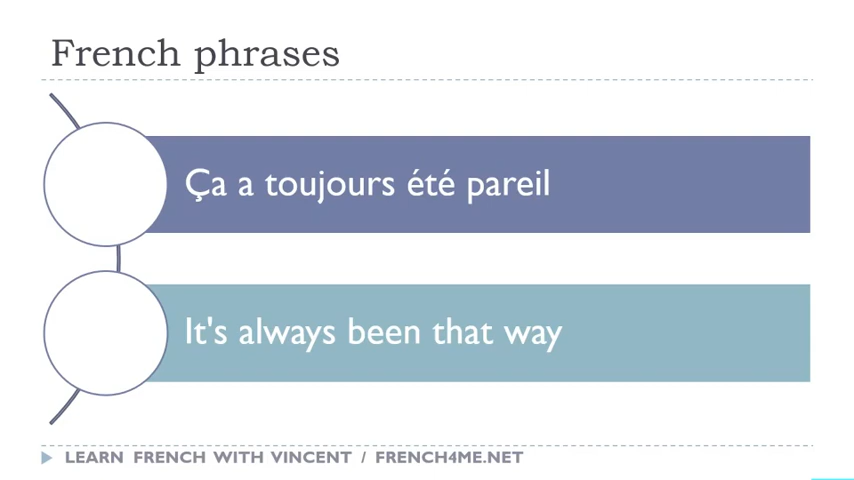 French phrases
Ça a toujours été pareil
It's always been that way
LEARN FRENCH WITH VINCENT / FRENCH4ME.NET